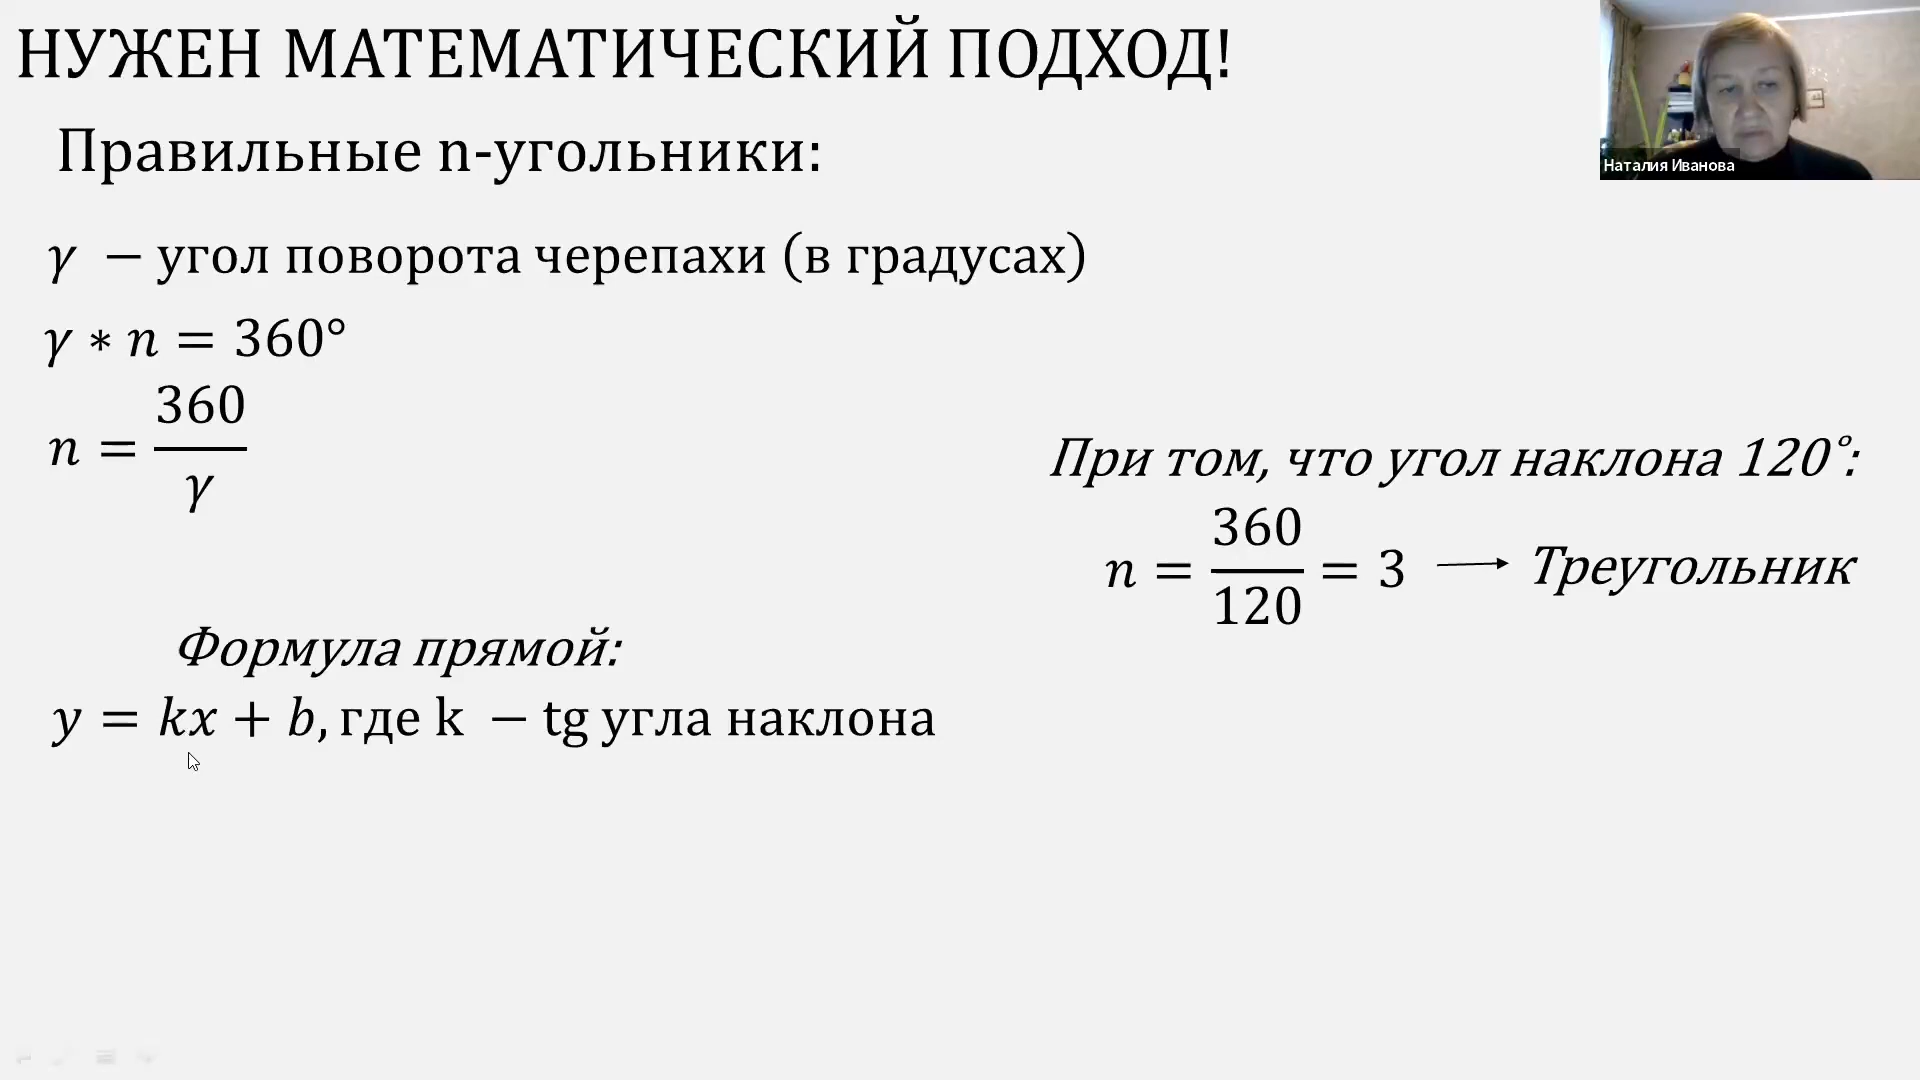 НУЖЕН МАТЕМАТИЧЕСКИЙ ПОДХОД!
Наталия Иванова
Правильные n-угольники:
γ – угол поворота черепахи (в градусах)
γ * n = 360°
n = 360/γ
При том, что угол наклона 120°:
n = 360/120 = 3 → Треугольник
Формула прямой:
y = kx + b, где k – tg угла наклона